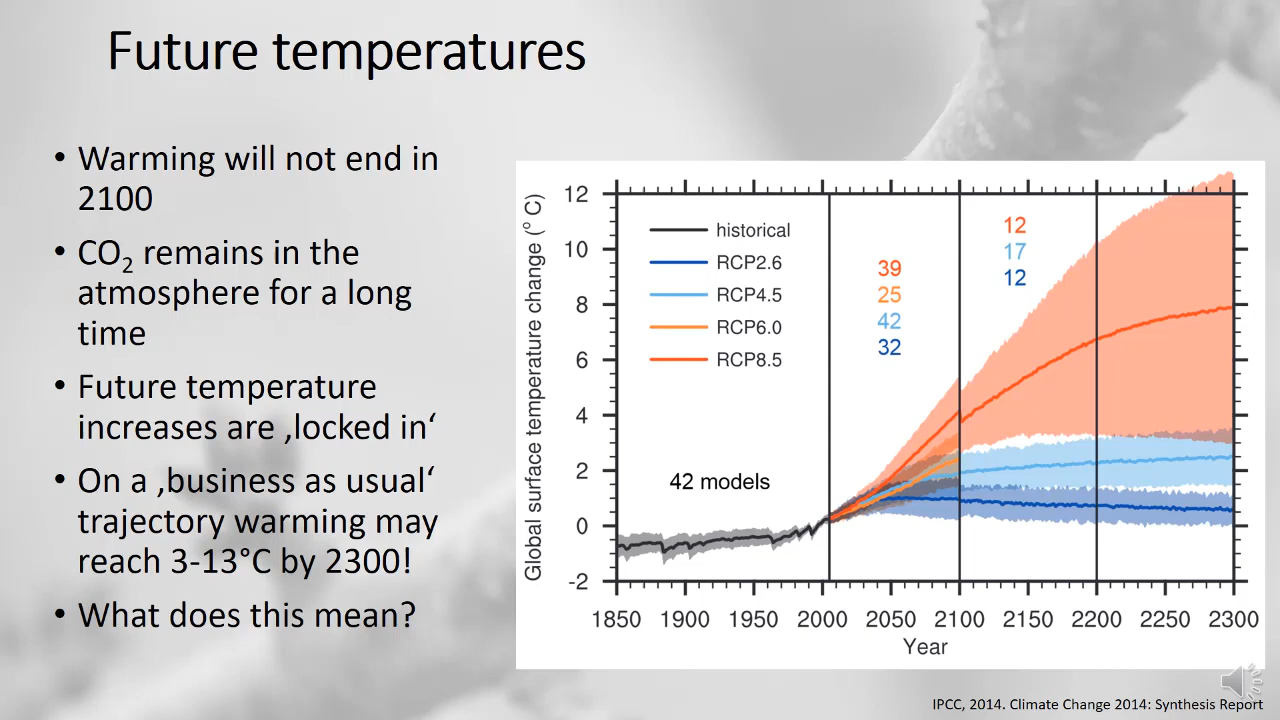 Future temperatures
• Warming will not end in
2100
• CO₂ remains in the
atmosphere for a long
time
• Future temperature
increases are ‚locked in‘
• On a ‚business as usual‘
trajectory warming may
reach 3-13°C by 2300!
• What does this mean?
Global surface temperature change (° C)
12
10
8
6
4
2
0
-2
historical
RCP2.6
RCP4.5
RCP6.0
RCP8.5
42 models
39
25
42
32
12
17
12
1850 1900 1950 2000 2050 2100 2150 2200 2250 2300
Year
IPCC, 2014. Climate Change 2014: Synthesis Report